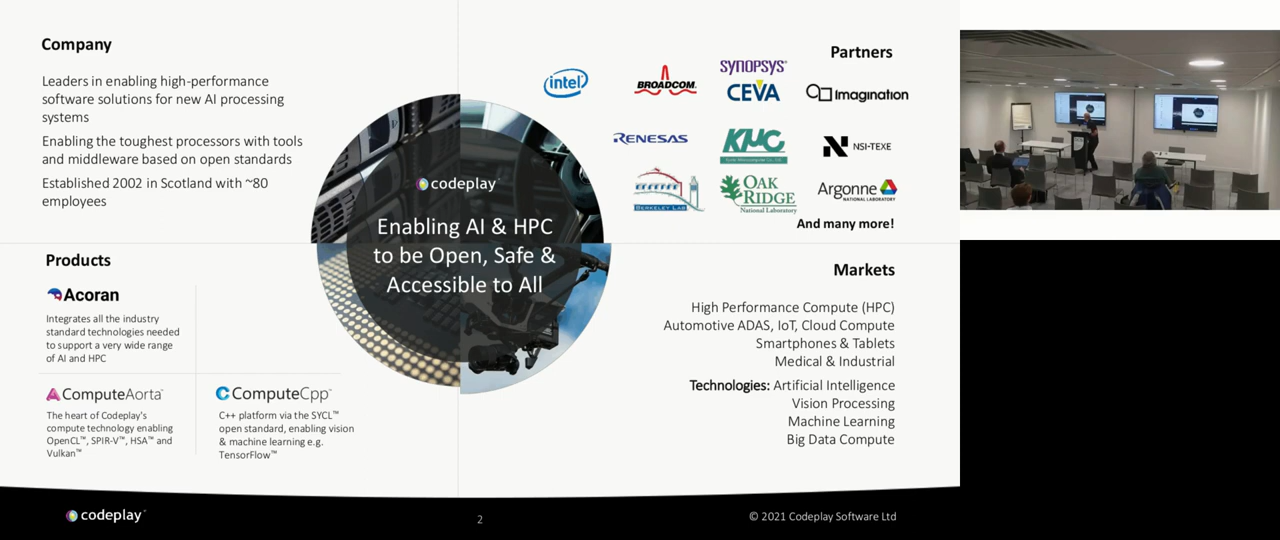 Company
Leaders in enabling high-performance
software solutions for new AI processing
systems
Enabling the toughest processors with tools
and middleware based on open standards
Established 2002 in Scotland with ~80
employees
Partners
intel
BROADCOM
SYNOPSYS®
CEVA
Imagination
RENESAS
KMC
NSI-TEXE
BERKELEY LAB
OAK
RIDGE
National Laboratory
Argonne
NATIONAL LABORATORY
And many more!
codeplay
Enabling AI & HPC
to be Open, Safe &
Accessible to All
Products
Acoran
Integrates all the industry
standard technologies needed
to support a very wide range
of AI and HPC
ComputeAorta™
The heart of Codeplay's
compute technology enabling
OpenCL™, SPIR-V™, HSA™ and
Vulkan™
ComputeCpp™
C++ platform via the SYCL™
open standard, enabling vision
& machine learning e.g.
TensorFlow™
Markets
High Performance Compute (HPC)
Automotive ADAS, IoT, Cloud Compute
Smartphones & Tablets
Medical & Industrial
Technologies: Artificial Intelligence
Vision Processing
Machine Learning
Big Data Compute
codeplay
2
© 2021 Codeplay Software Ltd